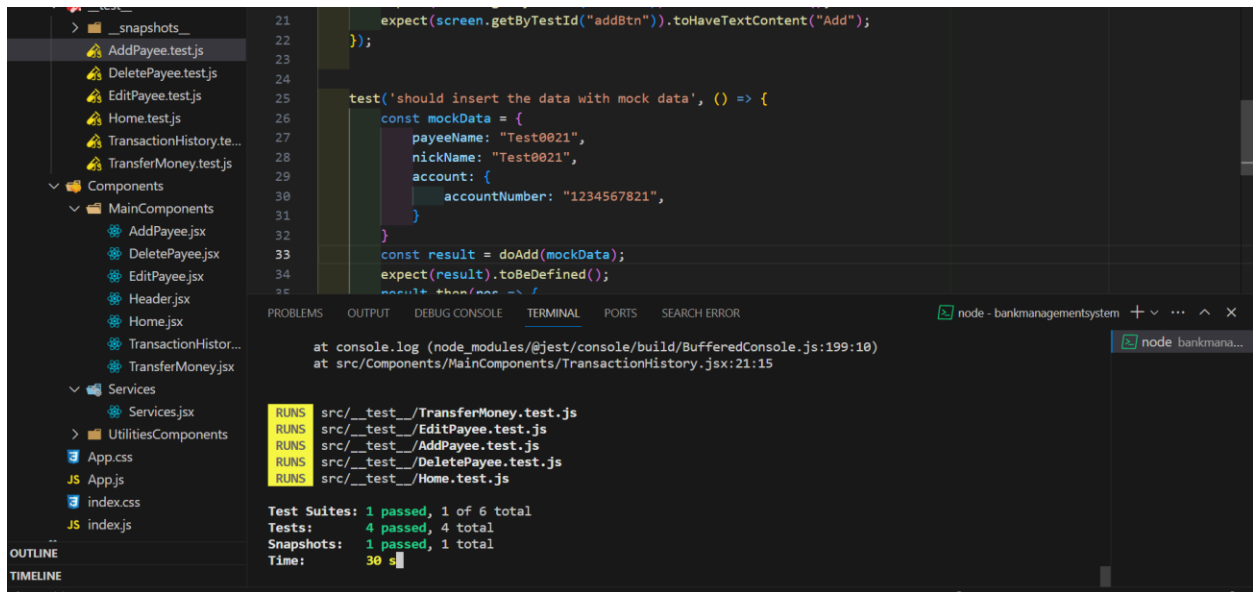 __test__
__snapshots__
AddPayee.test.js
DeletePayee.test.js
EditPayee.test.js
Home.test.js
TransactionHistory.te...
TransferMoney.test.js
Components
MainComponents
AddPayee.jsx
DeletePayee.jsx
EditPayee.jsx
Header.jsx
Home.jsx
TransactionHistor...
TransferMoney.jsx
Services
Services.jsx
UtilitiesComponents
App.css
JS App.js
index.css
JS index.js
OUTLINE
TIMELINE
21 expect(screen.getByTestId("addBtn")).toHaveTextContent("Add");
22 });
23
24
25 test('should insert the data with mock data', () => {
26 const mockData = {
27 payeeName: "Test0021",
28 nickName: "Test0021",
29 account: {
30 accountNumber: "1234567821",
31 }
32 }
33 const result = doAdd(mockData);
34 expect(result).toBeDefined();
35 result.then(res => {
PROBLEMS OUTPUT DEBUG CONSOLE TERMINAL PORTS SEARCH ERROR
node - bankmanagementsystem
at console.log (node_modules/@jest/console/build/BufferedConsole.js:199:10)
at src/Components/MainComponents/TransactionHistory.jsx:21:15
RUNS src/__test__/TransferMoney.test.js
RUNS src/__test__/EditPayee.test.js
RUNS src/__test__/AddPayee.test.js
RUNS src/__test__/DeletePayee.test.js
RUNS src/__test__/Home.test.js
Test Suites: 1 passed, 1 of 6 total
Tests: 4 passed, 4 total
Snapshots: 1 passed, 1 total
Time: 30 s
node bankmana...